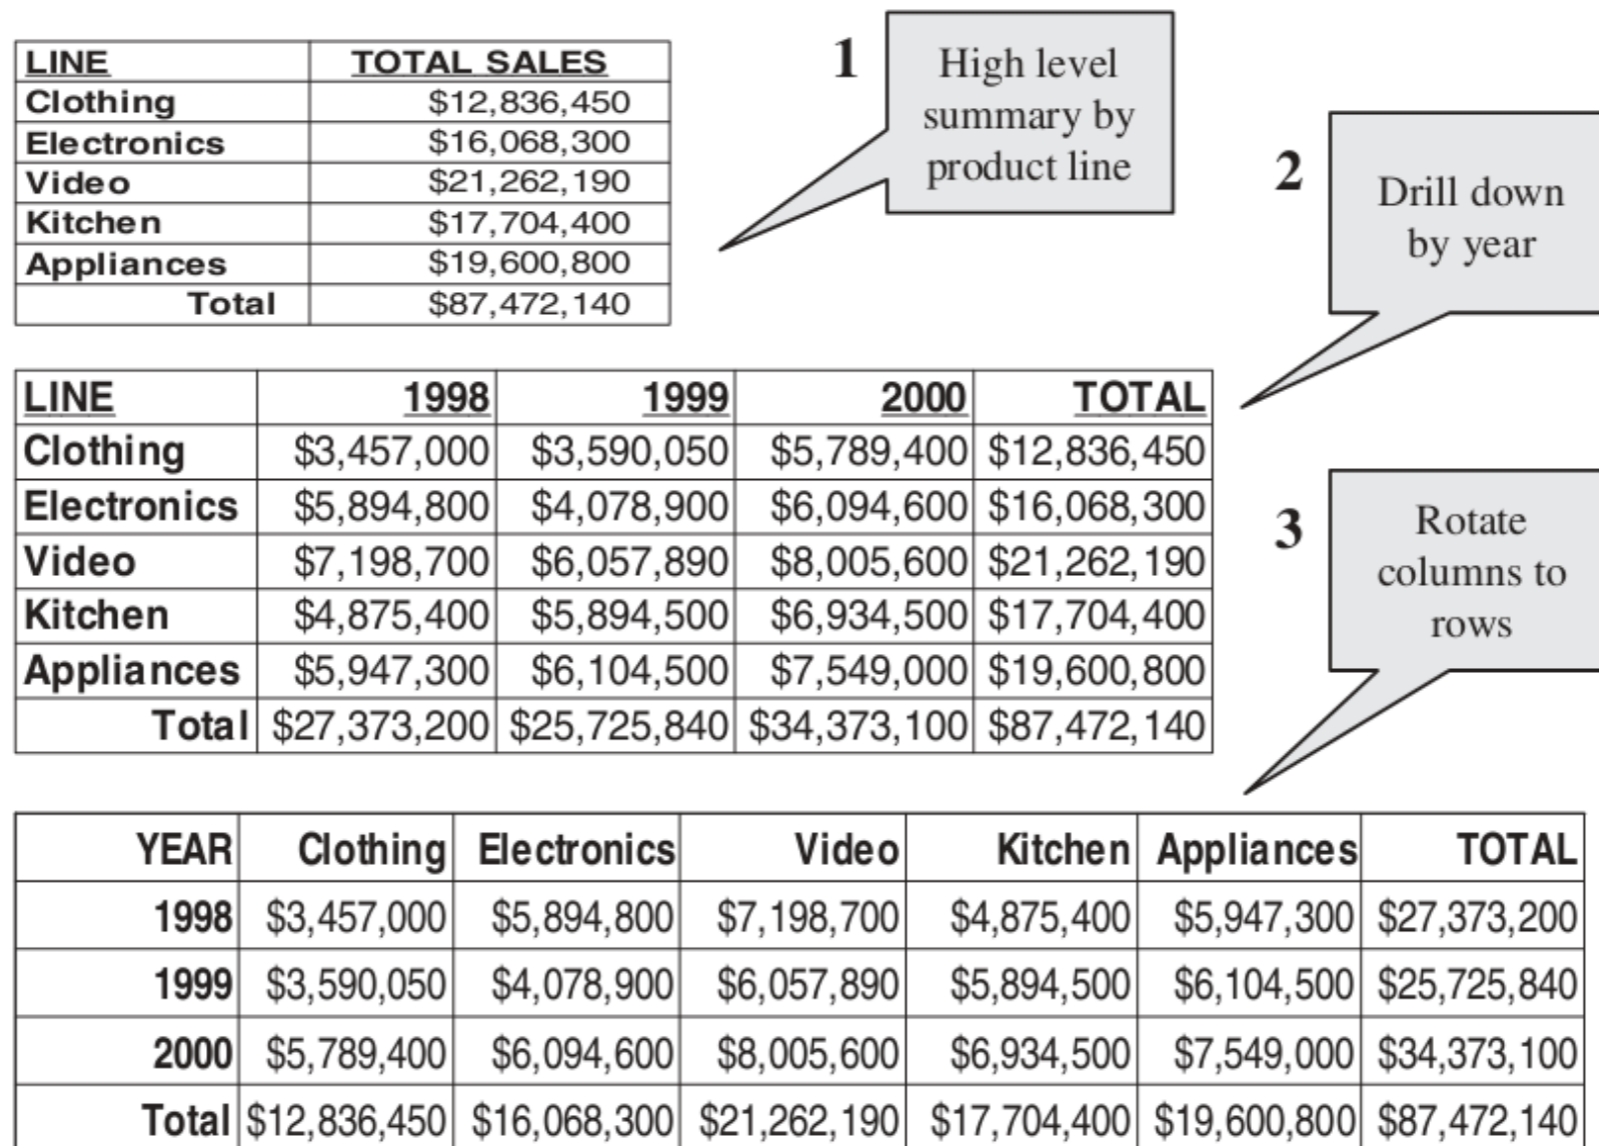 LINE TOTAL SALES
Clothing $12,836,450
Electronics $16,068,300
Video $21,262,190
Kitchen $17,704,400
Appliances $19,600,800
Total $87,472,140
1
High level
summary by
product line
2
Drill down
by year
LINE 1998 1999 2000 TOTAL
Clothing $3,457,000 $3,590,050 $5,789,400 $12,836,450
Electronics $5,894,800 $4,078,900 $6,094,600 $16,068,300
Video $7,198,700 $6,057,890 $8,005,600 $21,262,190
Kitchen $4,875,400 $5,894,500 $6,934,500 $17,704,400
Appliances $5,947,300 $6,104,500 $7,549,000 $19,600,800
Total $27,373,200 $25,725,840 $34,373,100 $87,472,140
3
Rotate
columns to
rows
YEAR Clothing Electronics Video Kitchen Appliances TOTAL
1998 $3,457,000 $5,894,800 $7,198,700 $4,875,400 $5,947,300 $27,373,200
1999 $3,590,050 $4,078,900 $6,057,890 $5,894,500 $6,104,500 $25,725,840
2000 $5,789,400 $6,094,600 $8,005,600 $6,934,500 $7,549,000 $34,373,100
Total $12,836,450 $16,068,300 $21,262,190 $17,704,400 $19,600,800 $87,472,140